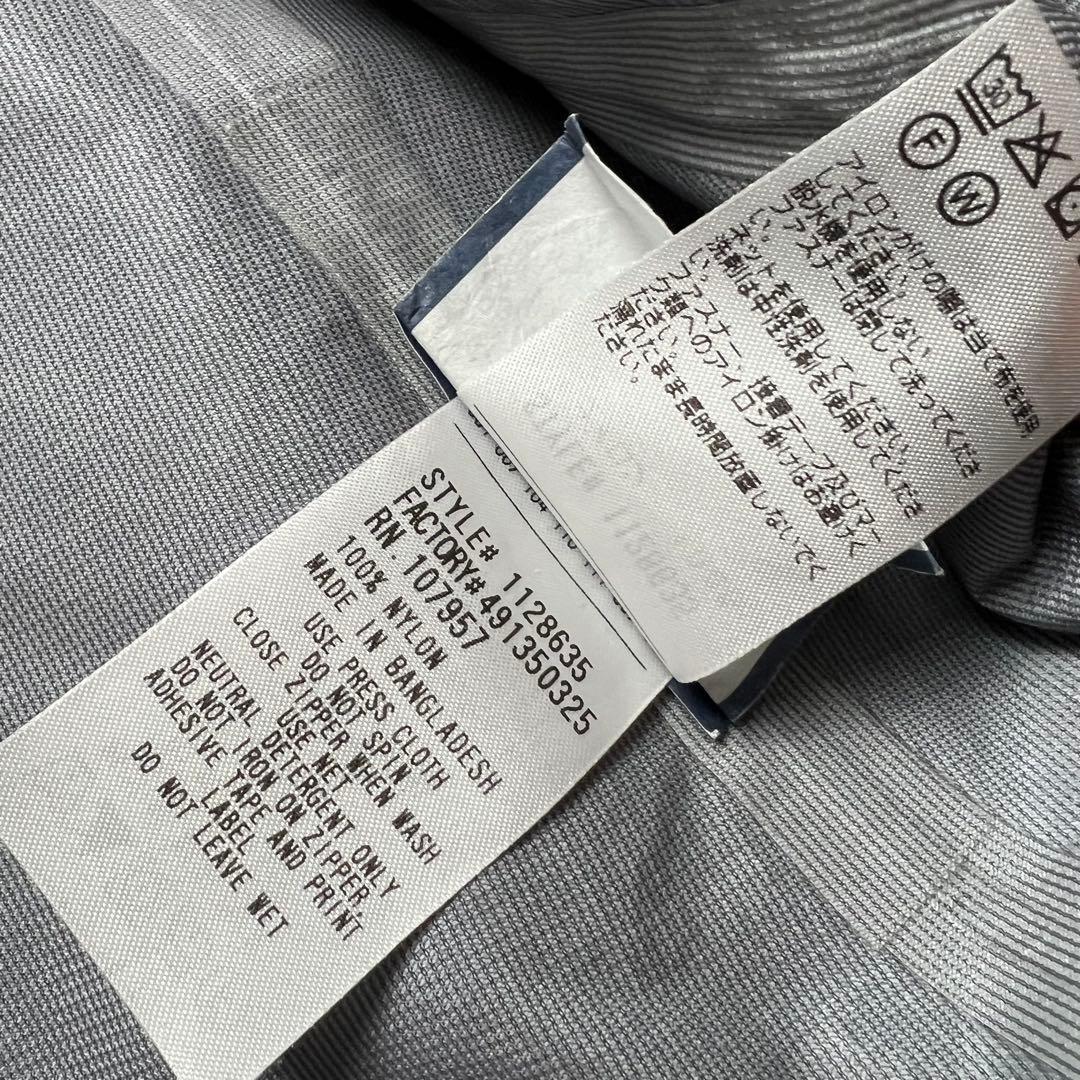 30
F
W
アイロンがけの際は当て布を使用
してください。
脱水機を使用しない
ファスナーは閉して洗ってくださ
い。
ネットを使用してください。
洗剤は中性洗剤を使用してくださ
い。
ファスナー、接着テープ及びマー
ク類へのアイロン掛けはお避けく
ださい。
濡れたまま長時間放置しないでく
ださい。
STYLE# 1128635
FACTORY#491350325
RN. 107957
100% NYLON
MADE IN BANGLADESH
USE PRESS CLOTH
DO NOT SPIN
CLOSE ZIPPER WHEN WASH
USE NET
NEUTRAL DETERGENT ONLY
DO NOT IRON ON ZIPPER,
ADHESIVE TAPE AND PRINT
LABEL
DO NOT LEAVE WET